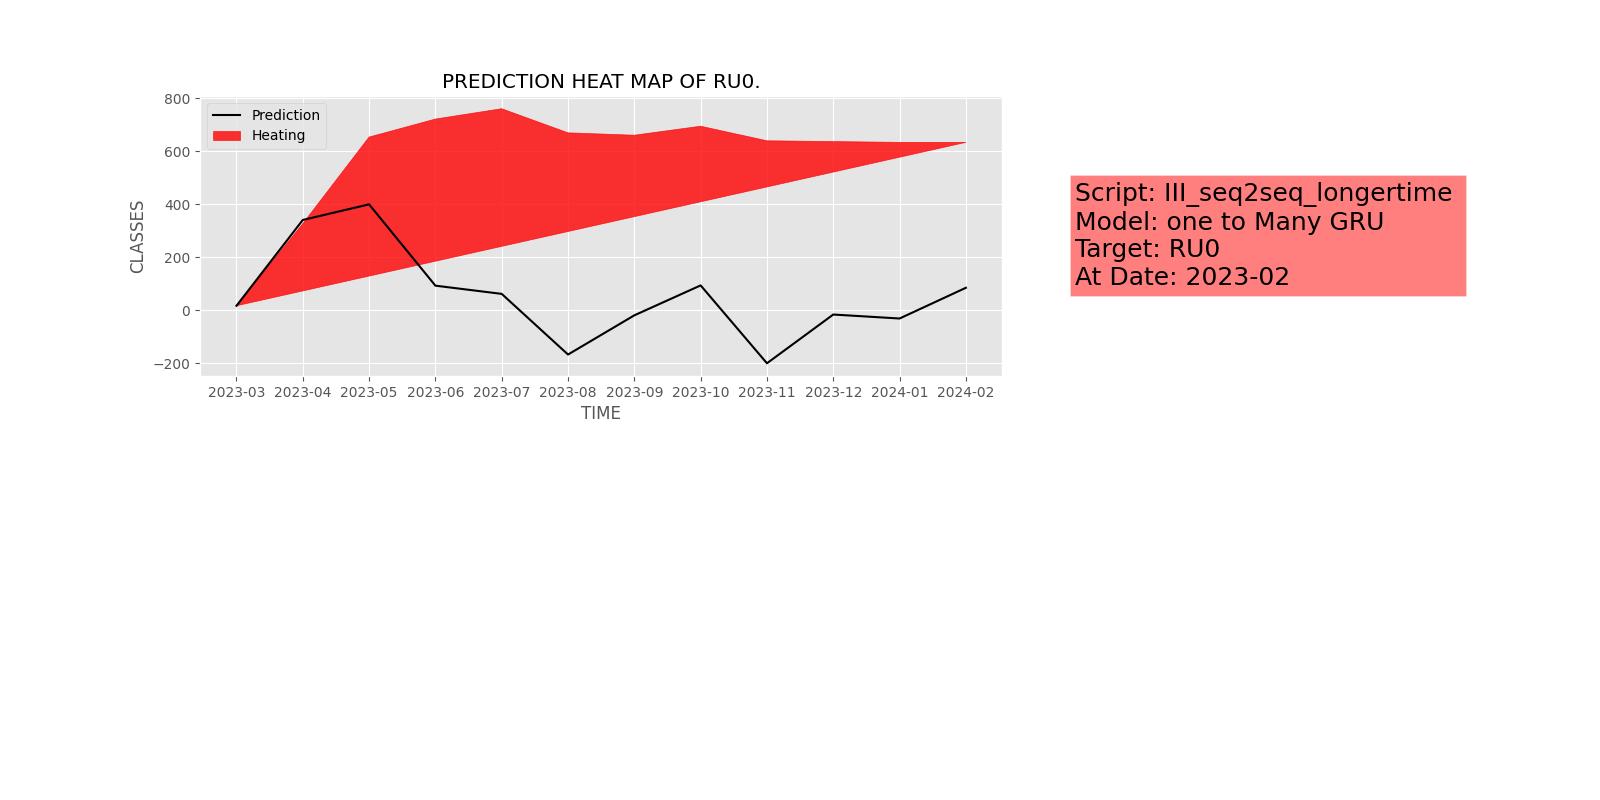 PREDICTION HEAT MAP OF RU0.
Prediction
Heating
800
600
400
200
0
−200
CLASSES
2023-03 2023-04 2023-05 2023-06 2023-07 2023-08 2023-09 2023-10 2023-11 2023-12 2024-01 2024-02
TIME
Script: III_seq2seq_longertime
Model: one to Many GRU
Target: RU0
At Date: 2023-02